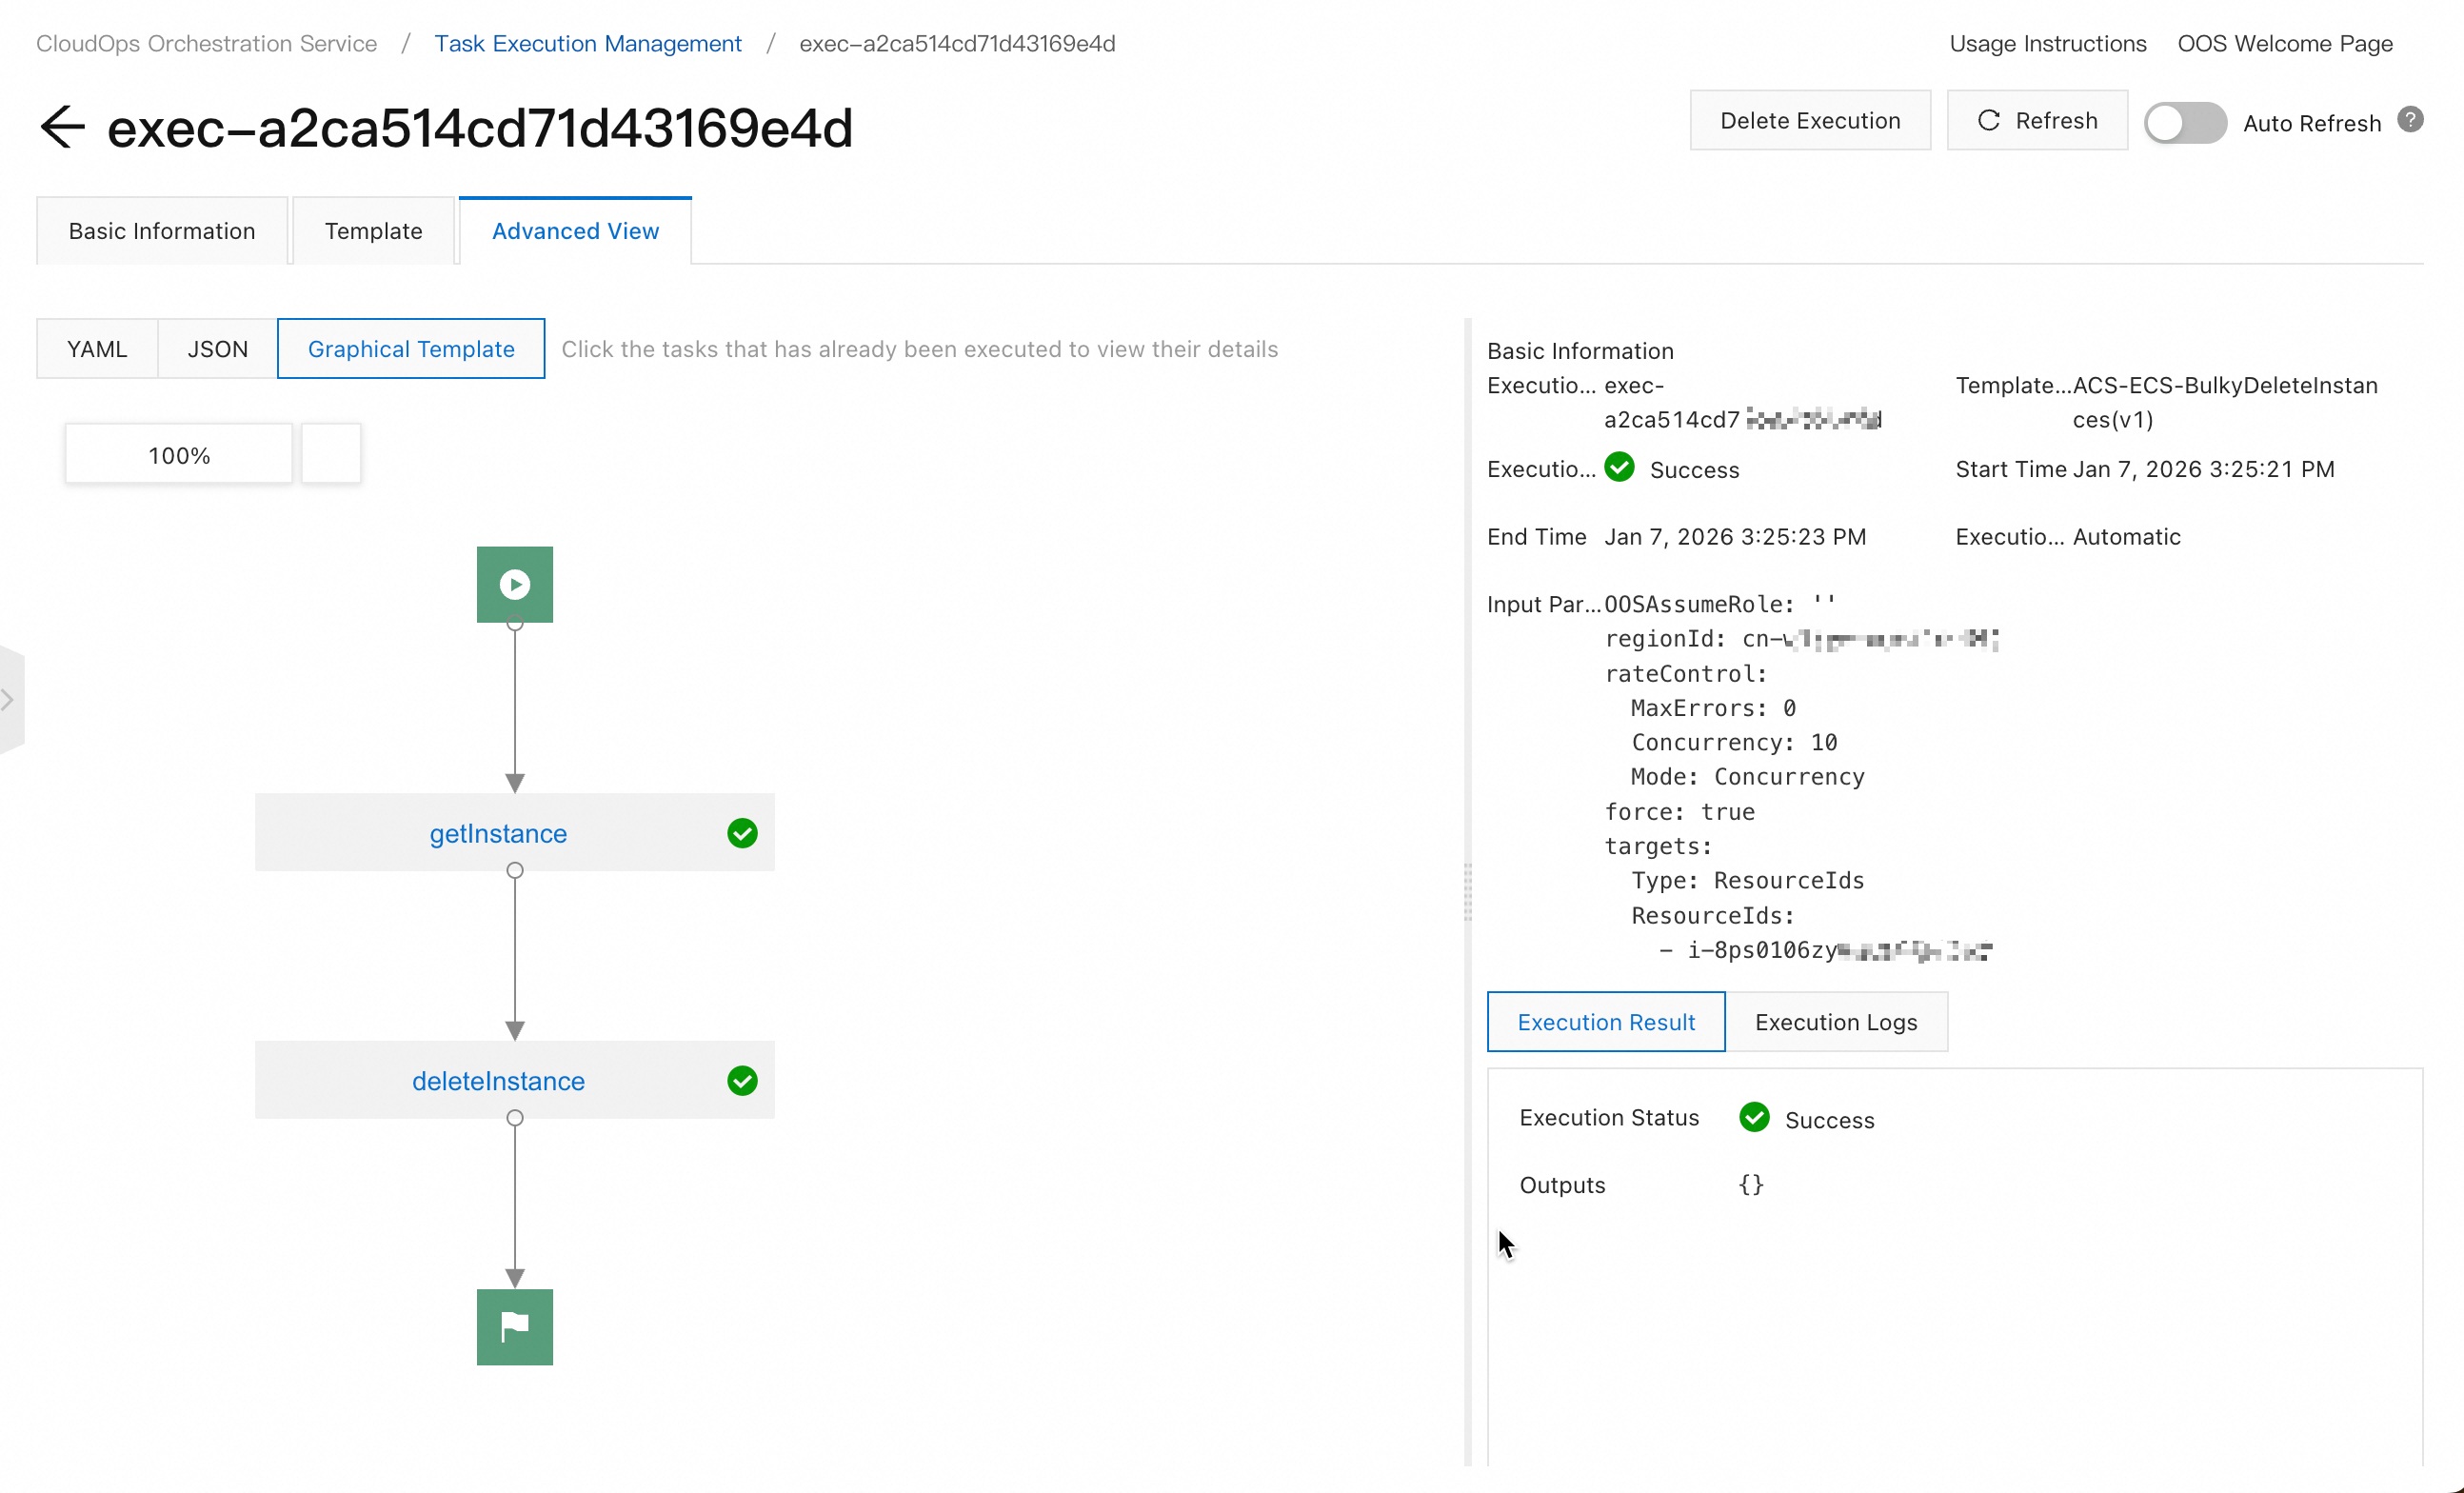 CloudOps Orchestration Service / Task Execution Management / exec-a2ca514cd71d43169e4d
Usage Instructions OOS Welcome Page
exec-a2ca514cd71d43169e4d
Delete Execution Refresh Auto Refresh ?
Basic Information Template Advanced View
YAML JSON Graphical Template Click the tasks that has already been executed to view their details
100%
getInstance
deleteInstance
Basic Information
Executio... exec-
a2ca514cd7
Template... ACS-ECS-BulkyDeleteInstan
ces(v1)
Executio... Success
Start Time Jan 7, 2026 3:25:21 PM
End Time Jan 7, 2026 3:25:23 PM
Executio... Automatic
Input Par... OOSAssumeRole: ''
regionId: cn-
rateControl:
MaxErrors: 0
Concurrency: 10
Mode: Concurrency
force: true
targets:
Type: ResourceIds
ResourceIds:
- i-8ps0106zy
Execution Result Execution Logs
Execution Status Success
Outputs {}